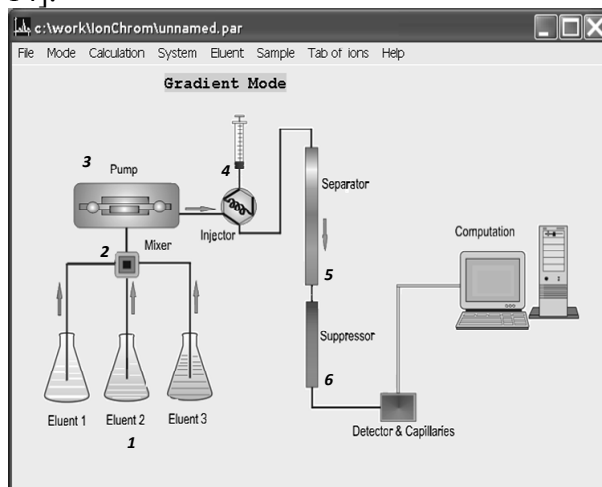 c:\work\IonChrom\unnamed.par
File Mode Calculation System Eluent Sample Tab of ions Help
Gradient Mode
3
Pump
4
Injector
Separator
2
Mixer
Computation
5
Suppressor
6
Eluent 1 Eluent 2 Eluent 3
1
Detector & Capillaries